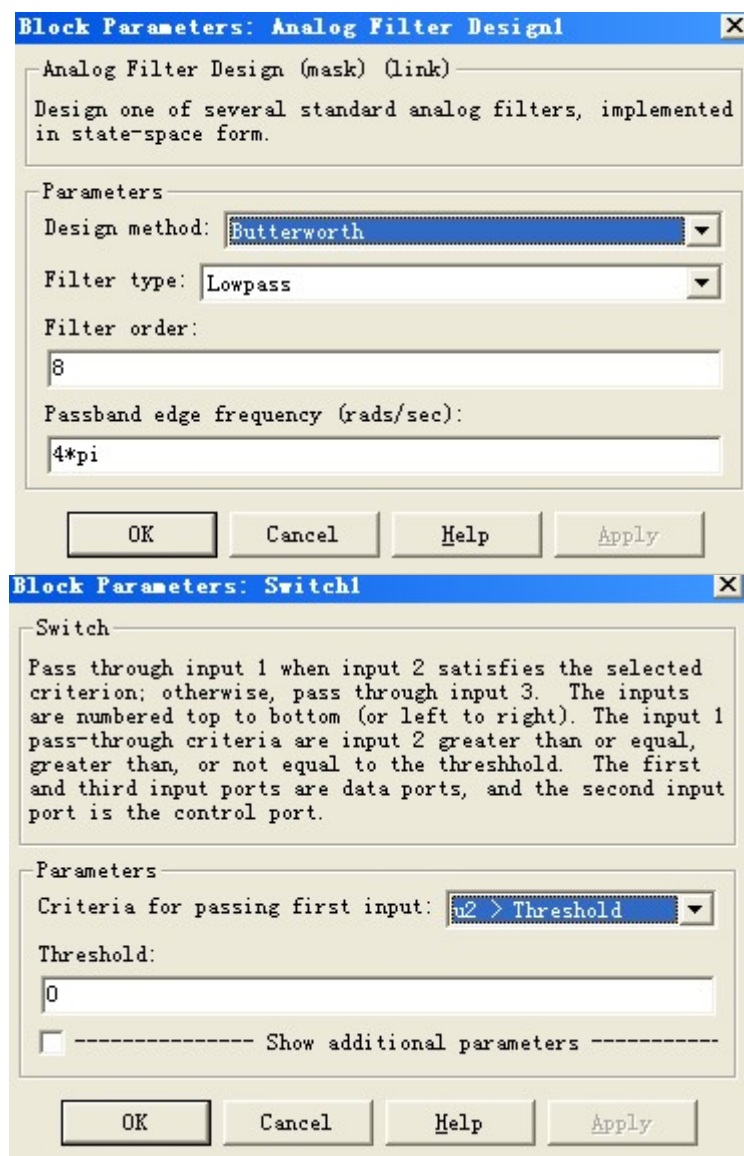 Block Parameters: Analog Filter Design1
Analog Filter Design (mask) (link)
Design one of several standard analog filters, implemented
in state-space form.
Parameters
Design method: Butterworth
Filter type: Lowpass
Filter order:
8
Passband edge frequency (rads/sec):
4*pi
OK Cancel Help Apply
Block Parameters: Switch1
Switch
Pass through input 1 when input 2 satisfies the selected
criterion; otherwise, pass through input 3. The inputs
are numbered top to bottom (or left to right). The input 1
pass-through criteria are input 2 greater than or equal,
greater than, or not equal to the threshhold. The first
and third input ports are data ports, and the second input
port is the control port.
Parameters
Criteria for passing first input: u2 > Threshold
Threshold:
0
--------------- Show additional parameters -----------
OK Cancel Help Apply